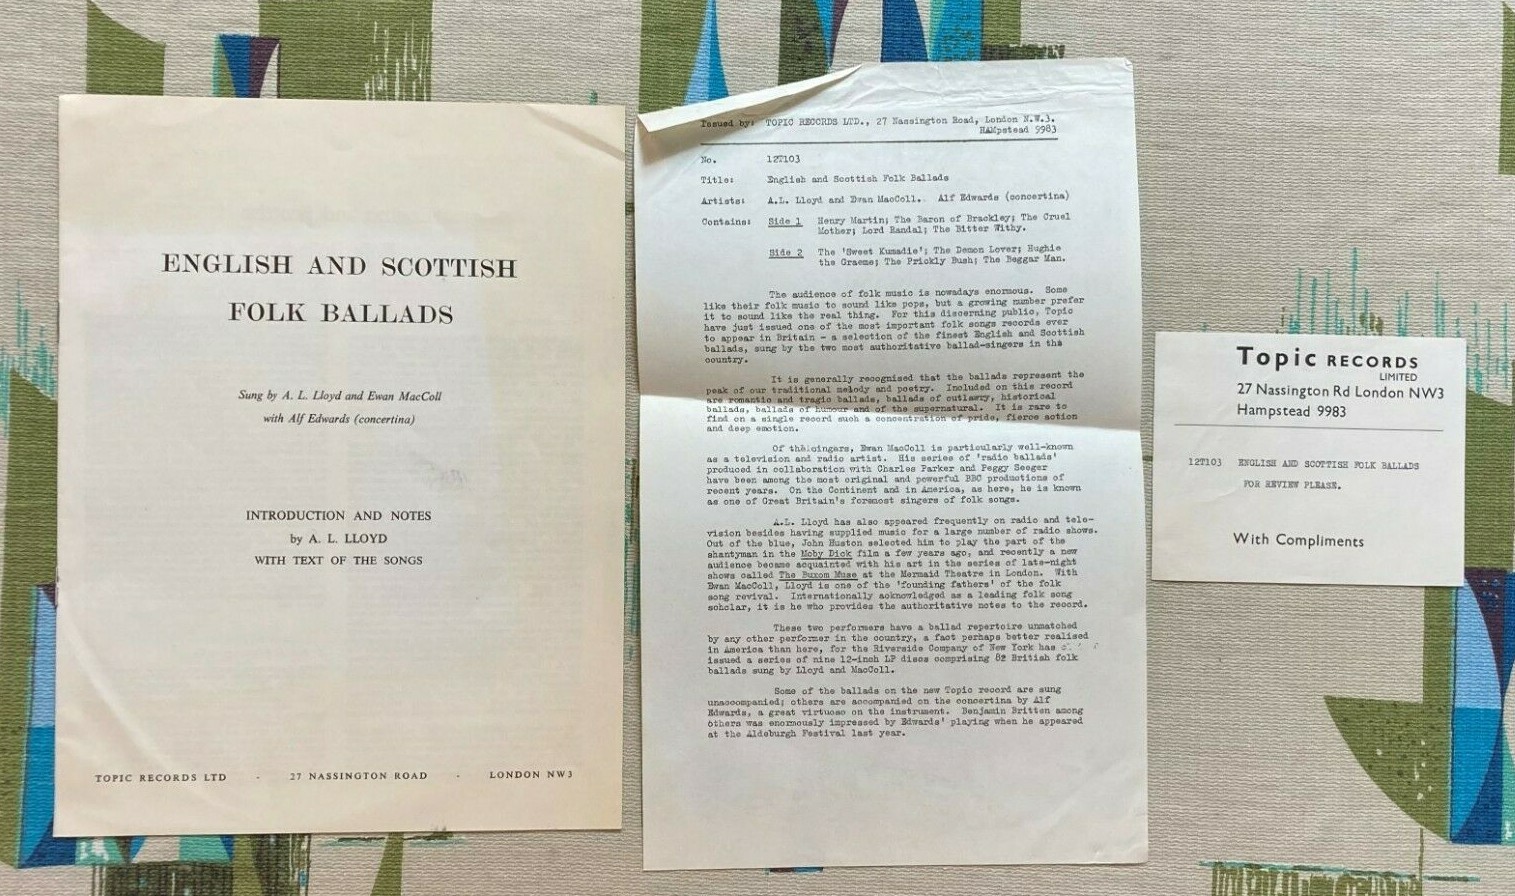 ENGLISH AND SCOTTISH
FOLK BALLADS
Sung by A. L. Lloyd and Ewan MacColl
with Alf Edwards (concertina)
INTRODUCTION AND NOTES
by A. L. LLOYD
WITH TEXT OF THE SONGS
TOPIC RECORDS LTD - 27 NASSINGTON ROAD - LONDON NW3
Issued by: TOPIC RECORDS LTD., 27 Nassington Road, London N.W.3.
HAMpstead 9983
No. 12T103
Title: English and Scottish Folk Ballads
Artists: A.L. Lloyd and Ewan MacColl. Alf Edwards (concertina)
Contains: Side 1 Henry Martin; The Baron of Brackley; The Cruel
Mother; Lord Randal; The Bitter Withy.
Side 2 The 'Sweet Kumadie'; The Demon Lover; Hughie
the Graeme; The Prickly Bush; The Beggar Man.
The audience of folk music is nowadays enormous. Some
like their folk music to sound like pops, but a growing number prefer
it to sound like the real thing. For this discerning public, Topic
have just issued one of the most important folk songs records ever
to appear in Britain - a selection of the finest English and Scottish
ballads, sung by the two most authoritative ballad-singers in the
country.
It is generally recognised that the ballads represent the
peak of our traditional melody and poetry. Included on this record
are romantic and tragic ballads, ballads of outlawry, historical
ballads, ballads of humour and of the supernatural. It is rare to
find on a single record such a concentration of pride, fierce action
and deep emotion.
Of the singers, Ewan MacColl is particularly well-known
as a television and radio artist. His series of 'radio ballads'
produced in collaboration with Charles Parker and Peggy Seeger
have been among the most original and powerful BBC productions of
recent years. On the Continent and in America, as here, he is known
as one of Great Britain's foremost singers of folk songs.
A.L. Lloyd has also appeared frequently on radio and tele-
vision besides having supplied music for a large number of radio shows.
Out of the blue, John Huston selected him to play the part of the
shantyman in the Moby Dick film a few years ago, and recently a new
audience became acquainted with his art in the series of late-night
shows called The Buxom Muse at the Mermaid Theatre in London. With
Ewan MacColl, Lloyd is one of the 'founding fathers' of the folk
song revival. Internationally acknowledged as a leading folk song
scholar, it is he who provides the authoritative notes to the record.
These two performers have a ballad repertoire unmatched
by any other performer in the country, a fact perhaps better realised
in America than here, for the Riverside Company of New York has
issued a series of nine 12-inch LP discs comprising 82 British folk
ballads sung by Lloyd and MacColl.
Some of the ballads on the new Topic record are sung
unaccompanied; others are accompanied on the concertina by Alf
Edwards, a great virtuoso on the instrument. Benjamin Britten among
others was enormously impressed by Edwards' playing when he appeared
at the Aldeburgh Festival last year.
Topic RECORDS
LIMITED
27 Nassington Rd London NW3
Hampstead 9983
12T103 ENGLISH AND SCOTTISH FOLK BALLADS
FOR REVIEW PLEASE.
With Compliments